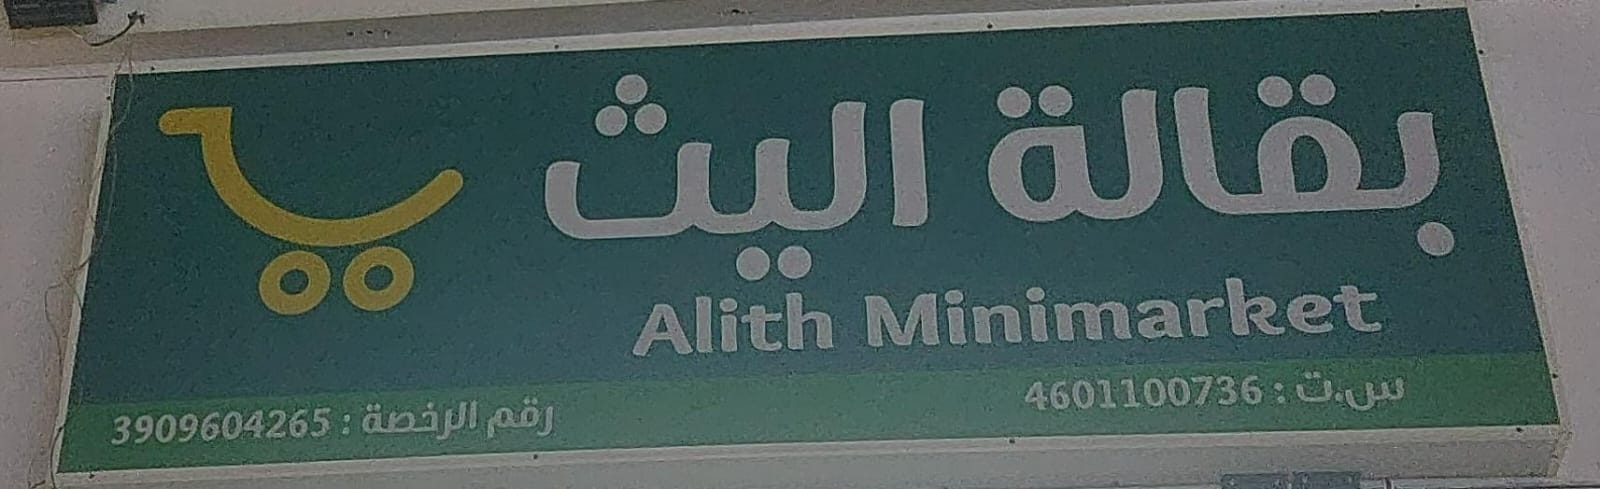 بقالة اليث
Alith Minimarket
س.ت : 4601100736
رقم الرخصة : 3909604265